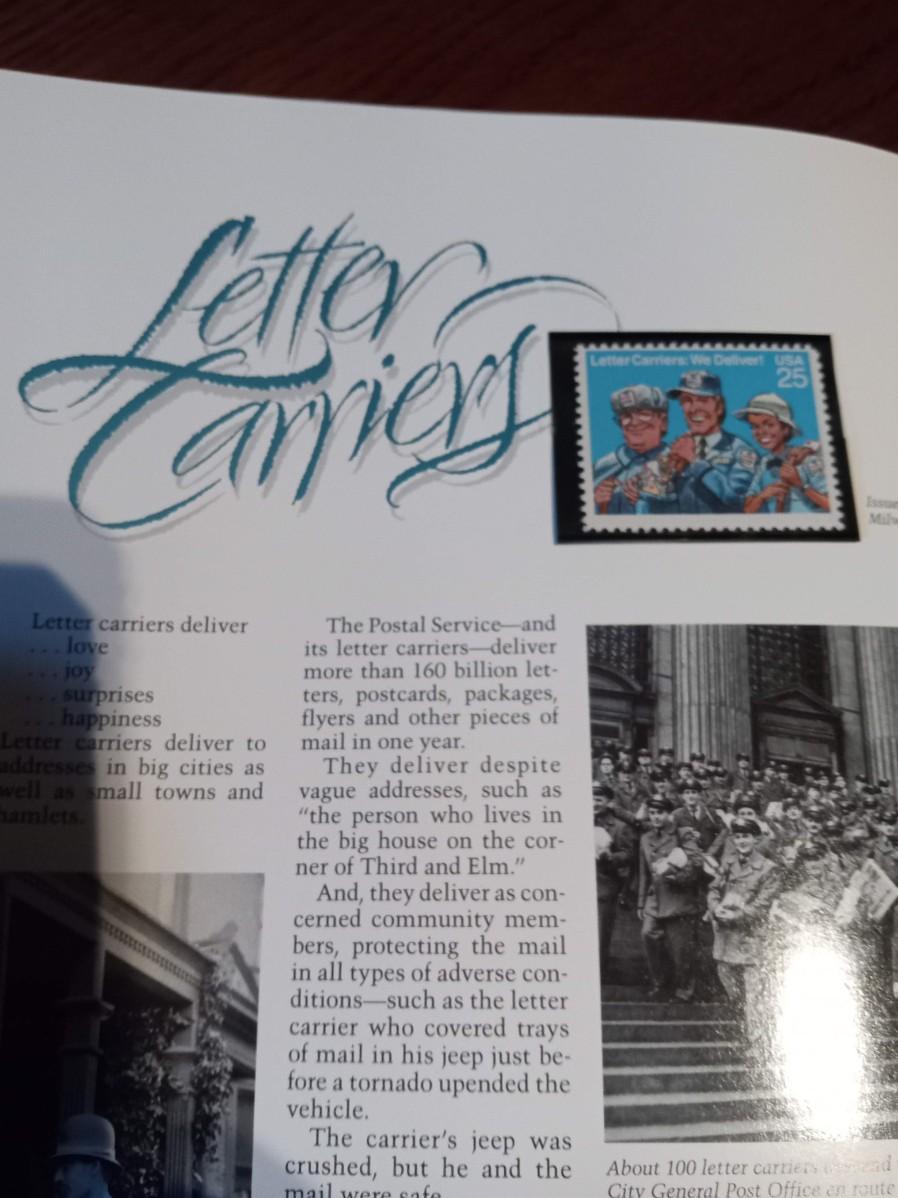 Letter
Carriers
Letter Carriers: We Deliver! USA
25
Letter carriers deliver
. . . love
. . . joy
. . . surprises
. . . happiness
Letter carriers deliver to
addresses in big cities as
well as small towns and
hamlets.
The Postal Service—and
its letter carriers—deliver
more than 160 billion let-
ters, postcards, packages,
flyers and other pieces of
mail in one year.
They deliver despite
vague addresses, such as
“the person who lives in
the big house on the cor-
ner of Third and Elm.”
And, they deliver as con-
cerned community mem-
bers, protecting the mail
in all types of adverse con-
ditions—such as the letter
carrier who covered trays
of mail in his jeep just be-
fore a tornado upended the
vehicle.
The carrier's jeep was
crushed, but he and the
mail were safe.
About 100 letter carriers
City General Post Office en route